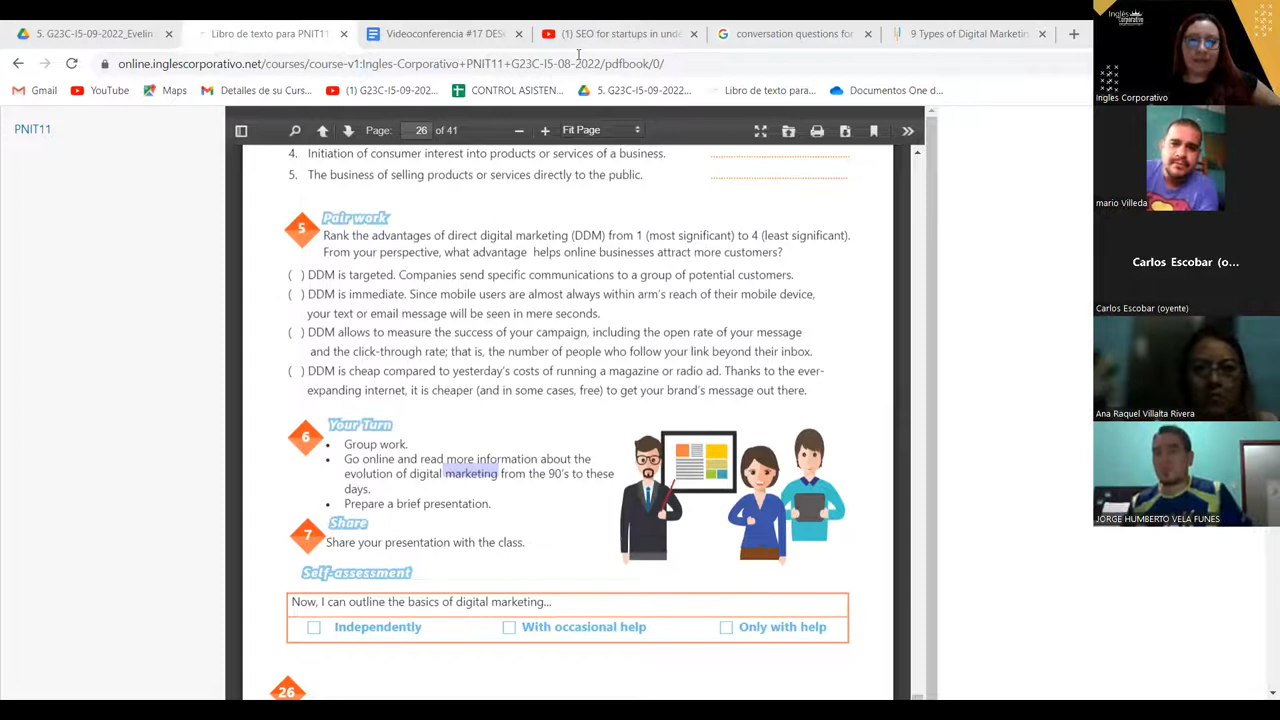 5. G23C-I5-09-2022_Evelin
Libro de texto para PNIT11
Videoconferencia #17 DES
(1) SEO for startups in unde
conversation questions for
9 Types of Digital Marketin
online.inglescorporativo.net/courses/course-v1:Ingles-Corporativo+PNIT11+G23C-I5-08-2022/pdfbook/0/
Gmail
YouTube
Maps
Detalles de su Curs...
(1) G23C-I5-09-202...
CONTROL ASISTEN...
5. G23C-I5-09-2022...
Libro de texto para...
Documentos One d...
PNIT11
Page: 26 of 41
Fit Page
4. Initiation of consumer interest into products or services of a business.
5. The business of selling products or services directly to the public.
5 Pair work
Rank the advantages of direct digital marketing (DDM) from 1 (most significant) to 4 (least significant).
From your perspective, what advantage helps online businesses attract more customers?
( ) DDM is targeted. Companies send specific communications to a group of potential customers.
( ) DDM is immediate. Since mobile users are almost always within arm's reach of their mobile device,
your text or email message will be seen in mere seconds.
( ) DDM allows to measure the success of your campaign, including the open rate of your message
and the click-through rate; that is, the number of people who follow your link beyond their inbox.
( ) DDM is cheap compared to yesterday's costs of running a magazine or radio ad. Thanks to the ever-
expanding internet, it is cheaper (and in some cases, free) to get your brand's message out there.
6 Your Turn
• Group work.
• Go online and read more information about the
evolution of digital marketing from the 90's to these
days.
• Prepare a brief presentation.
7 Share
Share your presentation with the class.
Self-assessment
Now, I can outline the basics of digital marketing...
Independently
With occasional help
Only with help
26
Inglés
Corporativo
Ingles Corporativo
mario Villeda
Carlos Escobar (o...
Carlos Escobar (oyente)
Ana Raquel Villalta Rivera
JORGE HUMBERTO VELA FUNES